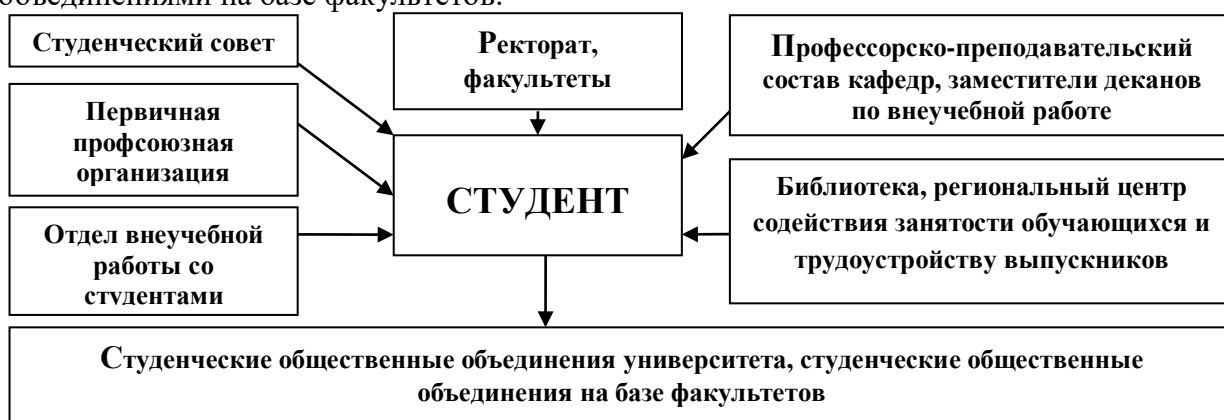 объединениями на базе факультетов.
Студенческий совет
Первичная
профсоюзная
организация
Отдел внеучебной
работы со
студентами
Ректорат,
факультеты
СТУДЕНТ
Профессорско-преподавательский
состав кафедр, заместители деканов
по внеучебной работе
Библиотека, региональный центр
содействия занятости обучающихся и
трудоустройству выпускников
Студенческие общественные объединения университета, студенческие общественные
объединения на базе факультетов